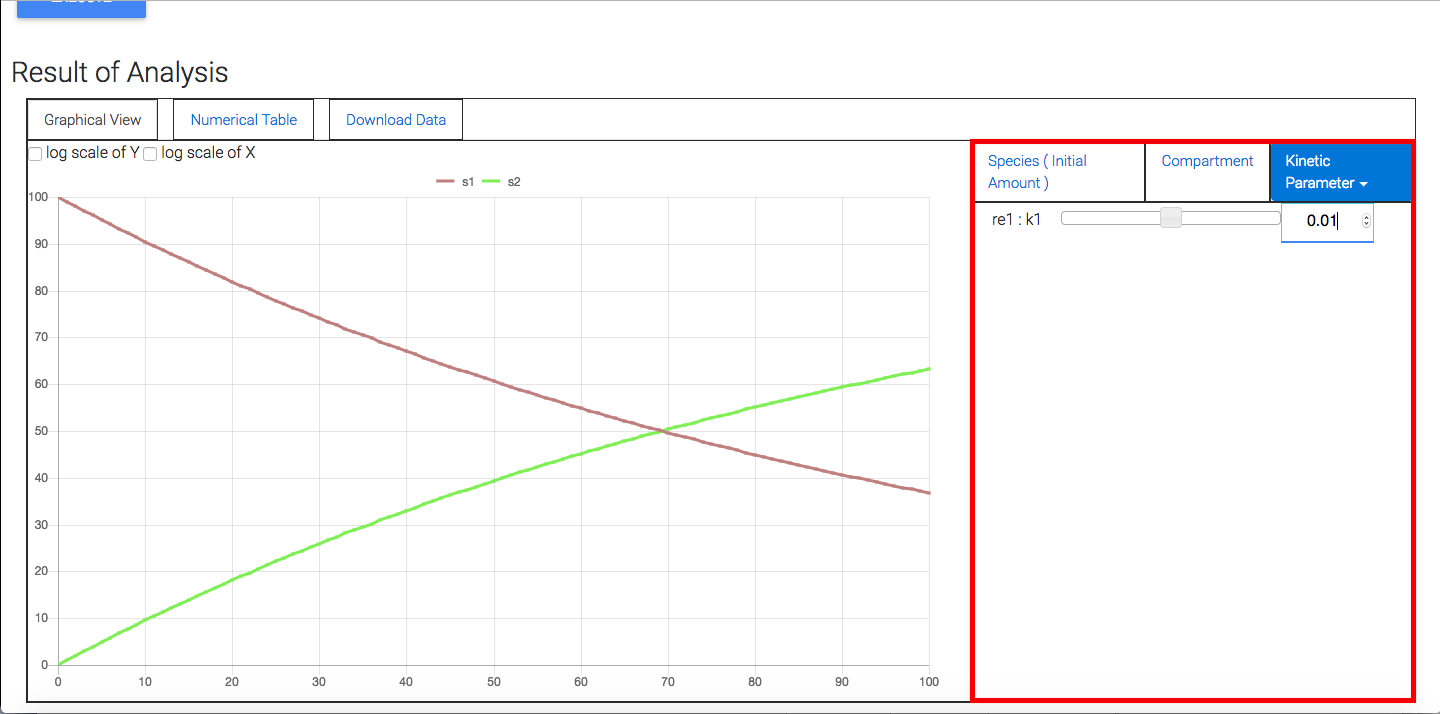 Result of Analysis
Graphical View Numerical Table Download Data
log scale of Y log scale of X
s1 s2
Species ( Initial Amount )
Compartment
Kinetic Parameter
re1 : k1 0.01
100
90
80
70
60
50
40
30
20
10
0
0 10 20 30 40 50 60 70 80 90 100